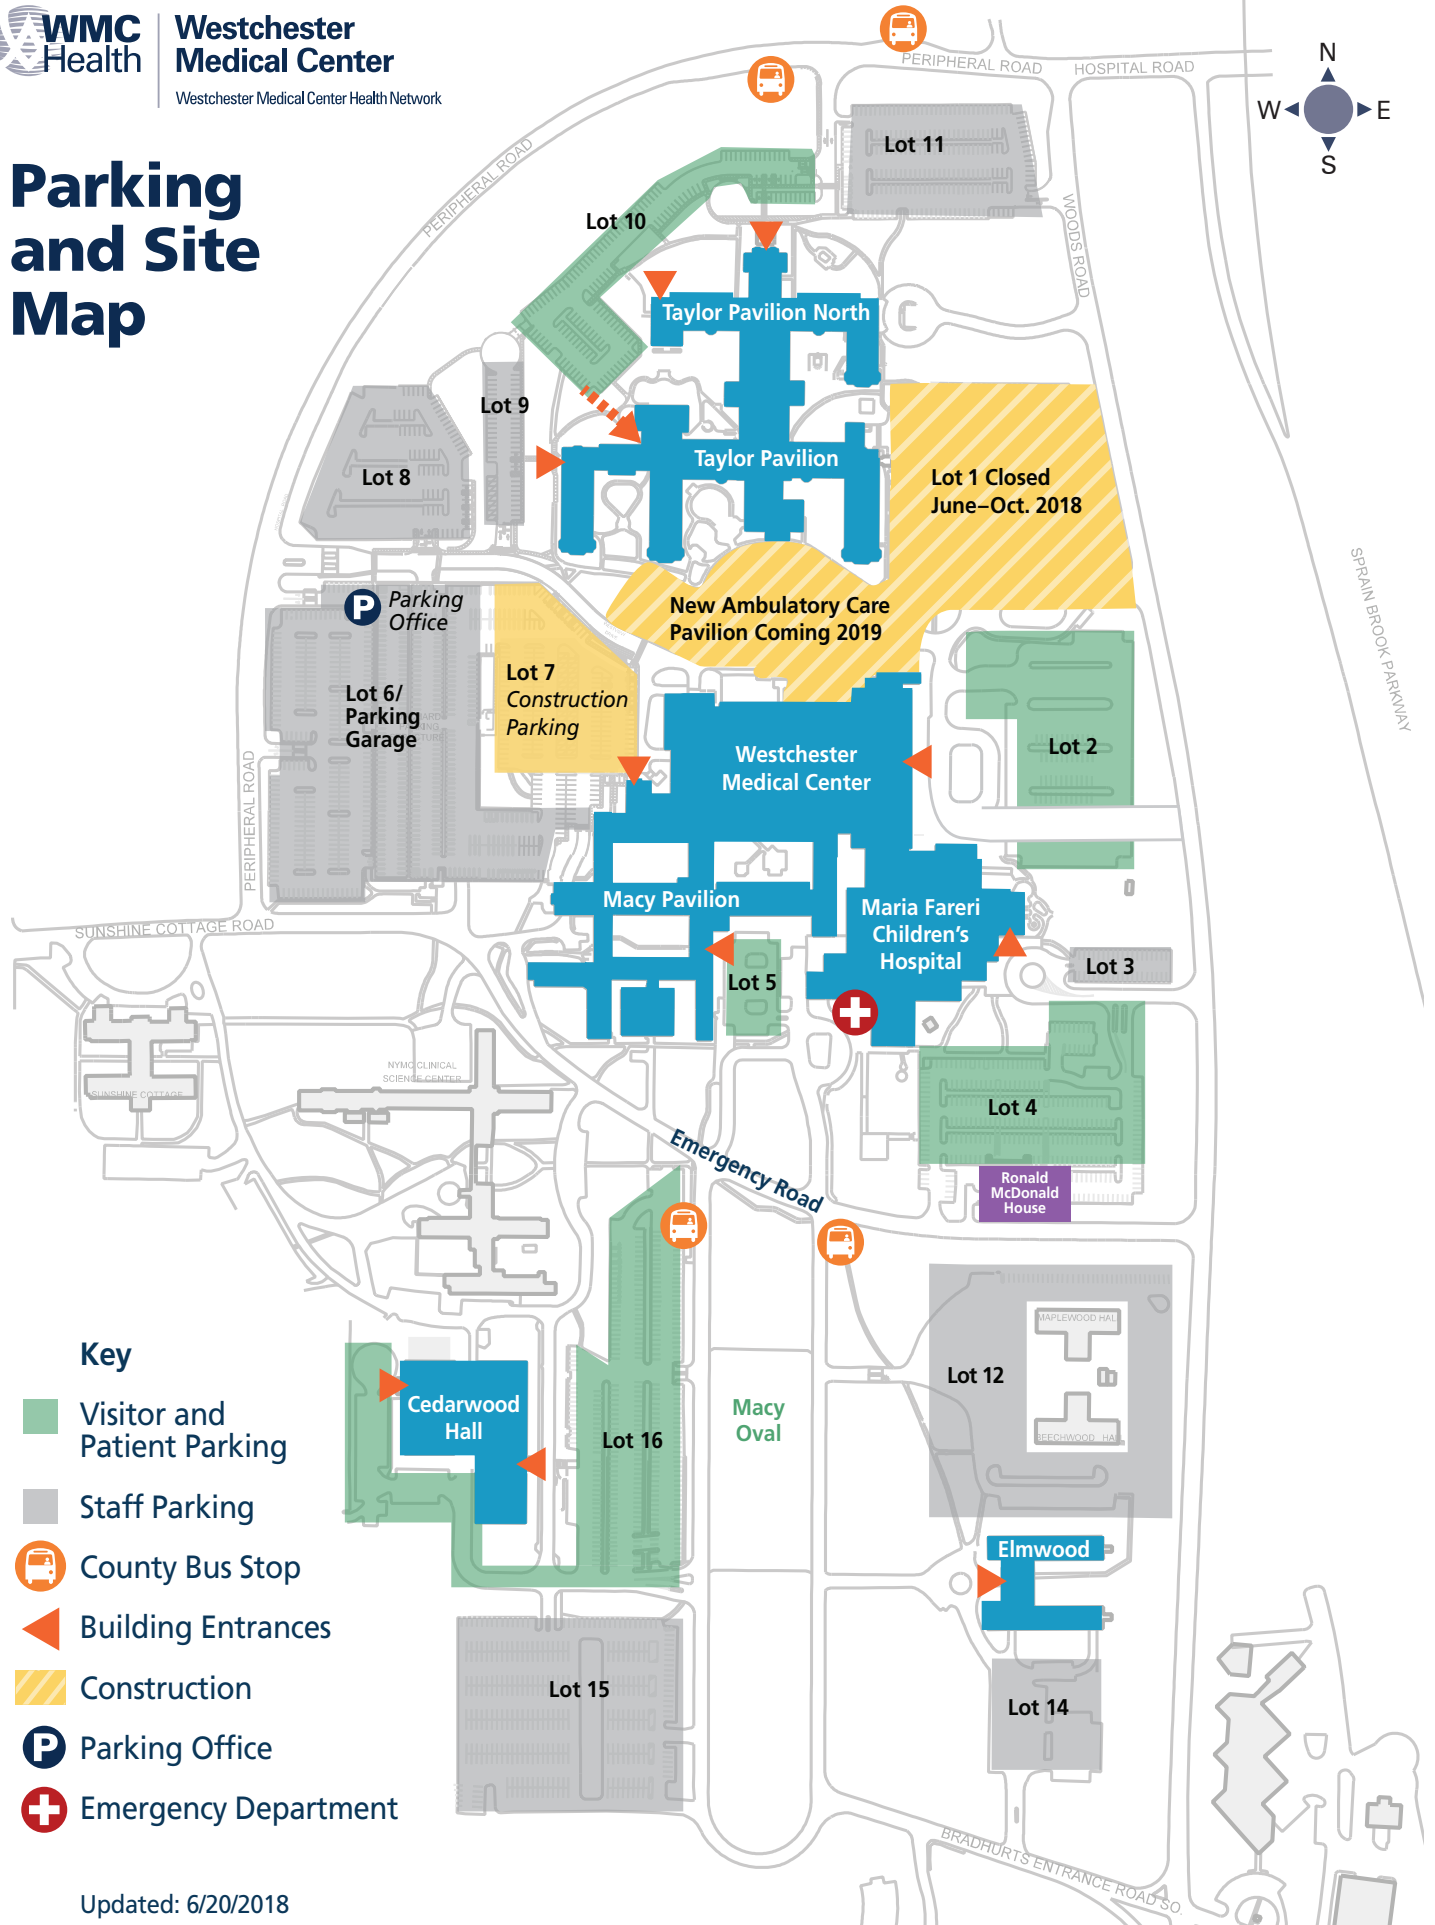 WMC
Health
Westchester
Medical Center
Westchester Medical Center Health Network
Parking
and Site
Map
N
W
E
S
PERIPHERAL ROAD
HOSPITAL ROAD
PERIPHERAL ROAD
WOODS ROAD
Lot 11
Lot 10
Taylor Pavilion North
Lot 9
Lot 8
Taylor Pavilion
Lot 1 Closed
June–Oct. 2018
SPRAIN BROOK PARKWAY
Parking
Office
New Ambulatory Care
Pavilion Coming 2019
Lot 7
Construction
Parking
Lot 6/
Parking
Garage
Lot 2
Westchester
Medical Center
PERIPHERAL ROAD
Macy Pavilion
Maria Fareri
Children's
Hospital
SUNSHINE COTTAGE ROAD
Lot 5
Lot 3
NYMC CLINICAL
SCIENCE CENTER
SUNSHINE COTTAGE
Lot 4
Emergency Road
Ronald
McDonald
House
MAPLEWOOD HAL
Lot 12
BEECHWOOD HAL
Cedarwood
Hall
Lot 16
Macy
Oval
Elmwood
Lot 15
Lot 14
BRADHURTS ENTRANCE ROAD SO.
Key
Visitor and
Patient Parking
Staff Parking
County Bus Stop
Building Entrances
Construction
P
Parking Office
Emergency Department
Updated: 6/20/2018